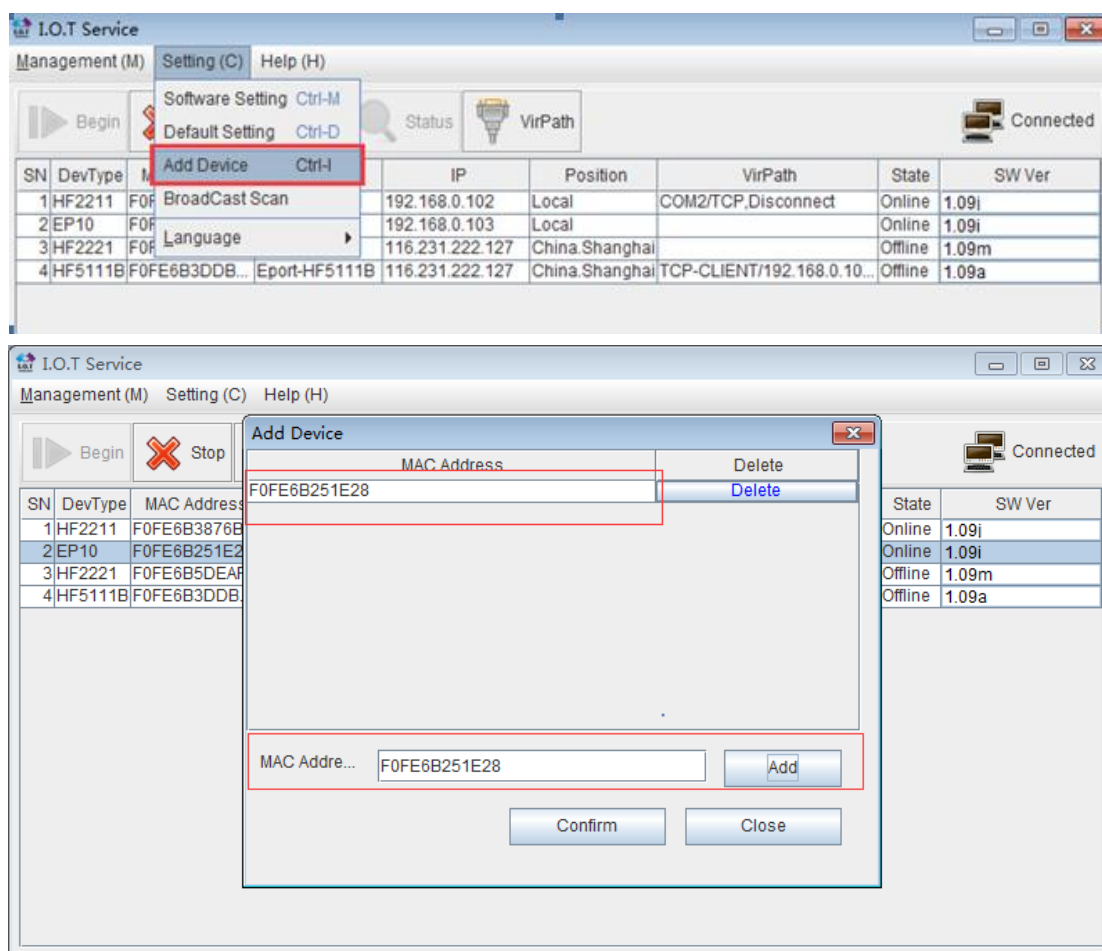 I.O.T Service
Management (M) Setting (C) Help (H)
Software Setting Ctrl-M
Default Setting Ctrl-D
Add Device Ctrl-I
BroadCast Scan
Language
Begin Status VirPath Connected
SN DevType IP Position VirPath State SW Ver
1 HF2211 F0F 192.168.0.102 Local COM2/TCP,Disconnect Online 1.09j
2 EP10 F0F 192.168.0.103 Local Online 1.09i
3 HF2221 F0F 116.231.222.127 China.Shanghai Offline 1.09m
4 HF5111B F0FE6B3DDB... Eport-HF5111B 116.231.222.127 China.Shanghai TCP-CLIENT/192.168.0.10... Offline 1.09a
I.O.T Service
Management (M) Setting (C) Help (H)
Begin Stop Connected
SN DevType MAC Address State SW Ver
1 HF2211 F0FE6B3876B Online 1.09j
2 EP10 F0FE6B251E2 Online 1.09i
3 HF2221 F0FE6B5DEAF Offline 1.09m
4 HF5111B F0FE6B3DDB. Offline 1.09a
Add Device
MAC Address Delete
F0FE6B251E28 Delete
MAC Addre... F0FE6B251E28 Add
Confirm Close